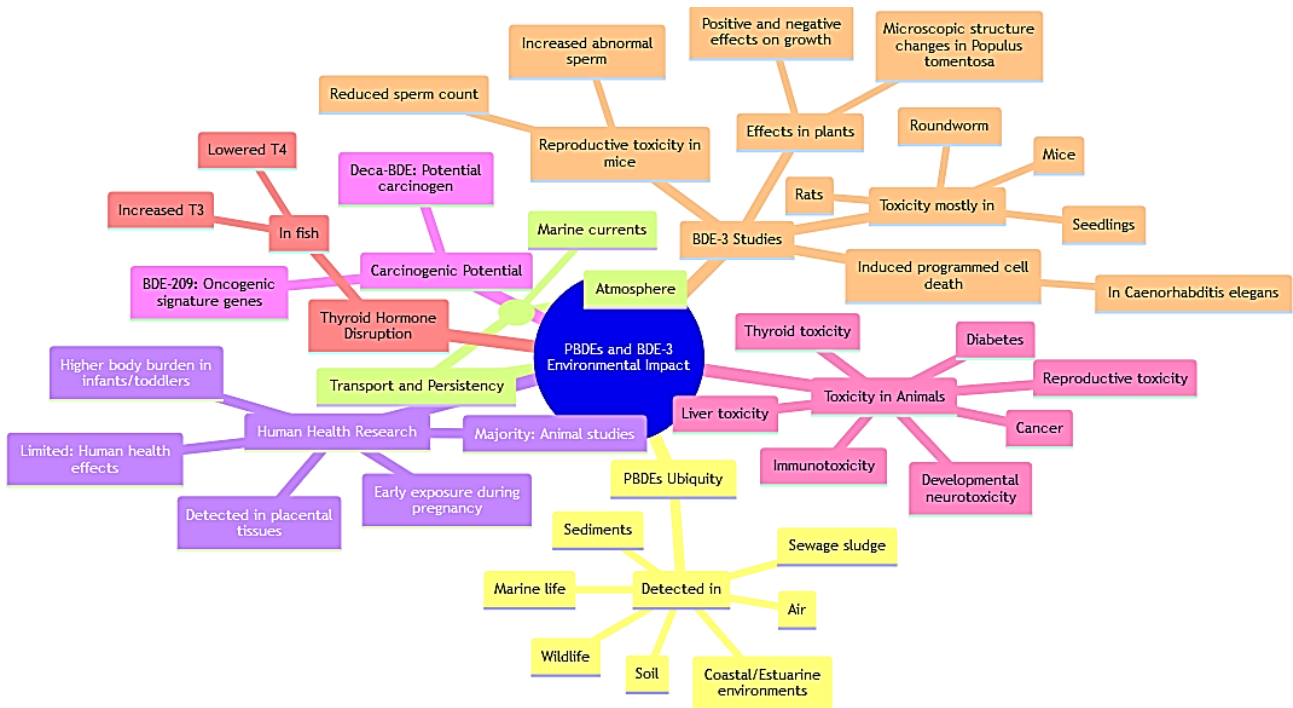 Positive and negative
effects on growth
Microscopic structure
changes in Populus
tomentosa
Increased abnormal
sperm
Reduced sperm count
Reproductive toxicity in
mice
Effects in plants
Roundworm
Mice
Rats
Toxicity mostly in
Seedlings
BDE-3 Studies
Induced programmed cell
death
In Caenorhabditis elegans
Lowered T4
Increased T3
In fish
Thyroid Hormone
Disruption
Deca-BDE: Potential
carcinogen
BDE-209: Oncogenic
signature genes
Carcinogenic Potential
Marine currents
Atmosphere
Transport and Persistency
PBDEs and BDE-3
Environmental Impact
Higher body burden in
infants/toddlers
Limited: Human health
effects
Human Health Research
Majority: Animal studies
Detected in placental
tissues
Early exposure during
pregnancy
Thyroid toxicity
Diabetes
Reproductive toxicity
Toxicity in Animals
Liver toxicity
Cancer
Immunotoxicity
Developmental
neurotoxicity
PBDEs Ubiquity
Sediments
Sewage sludge
Marine life
Detected in
Air
Wildlife
Soil
Coastal/Estuarine
environments